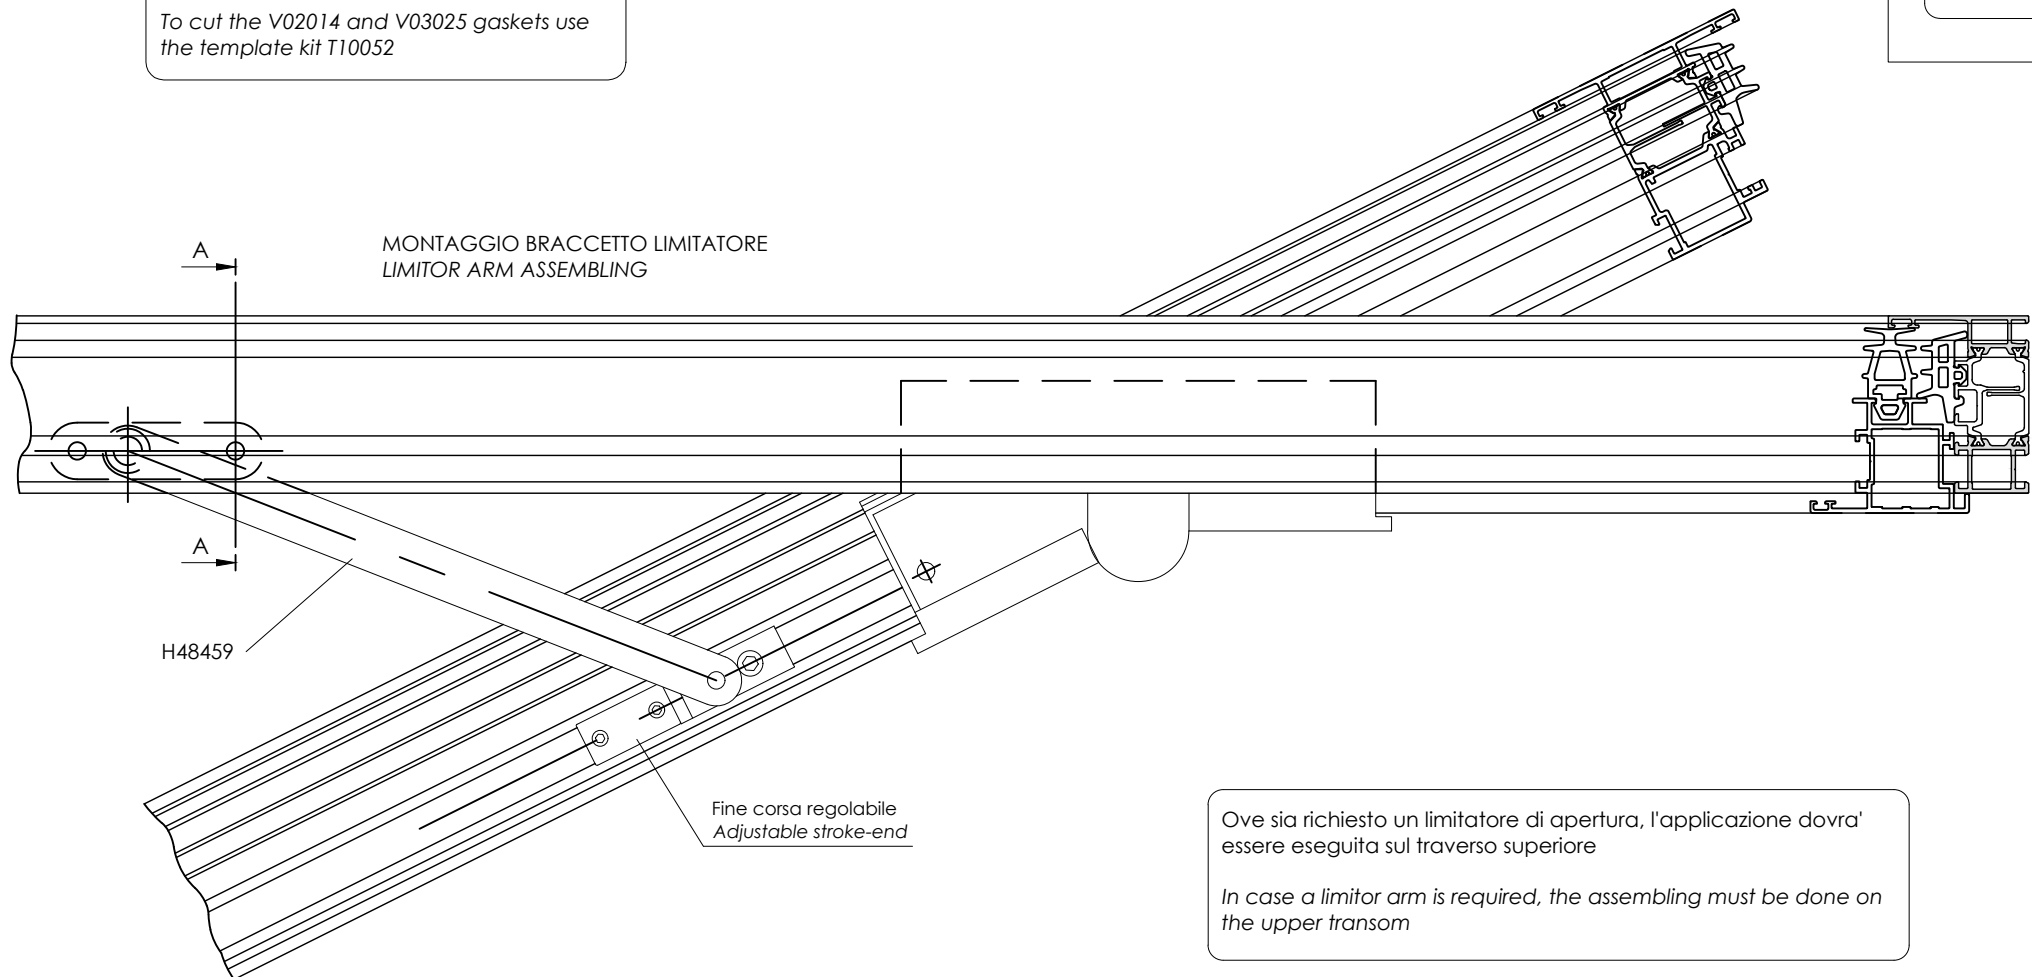 To cut the V02014 and V03025 gaskets use
the template kit T10052
A
MONTAGGIO BRACCETTO LIMITATORE
LIMITOR ARM ASSEMBLING
A
H48459
Fine corsa regolabile
Adjustable stroke-end
Ove sia richiesto un limitatore di apertura, l'applicazione dovra'
essere eseguita sul traverso superiore
In case a limitor arm is required, the assembling must be done on
the upper transom